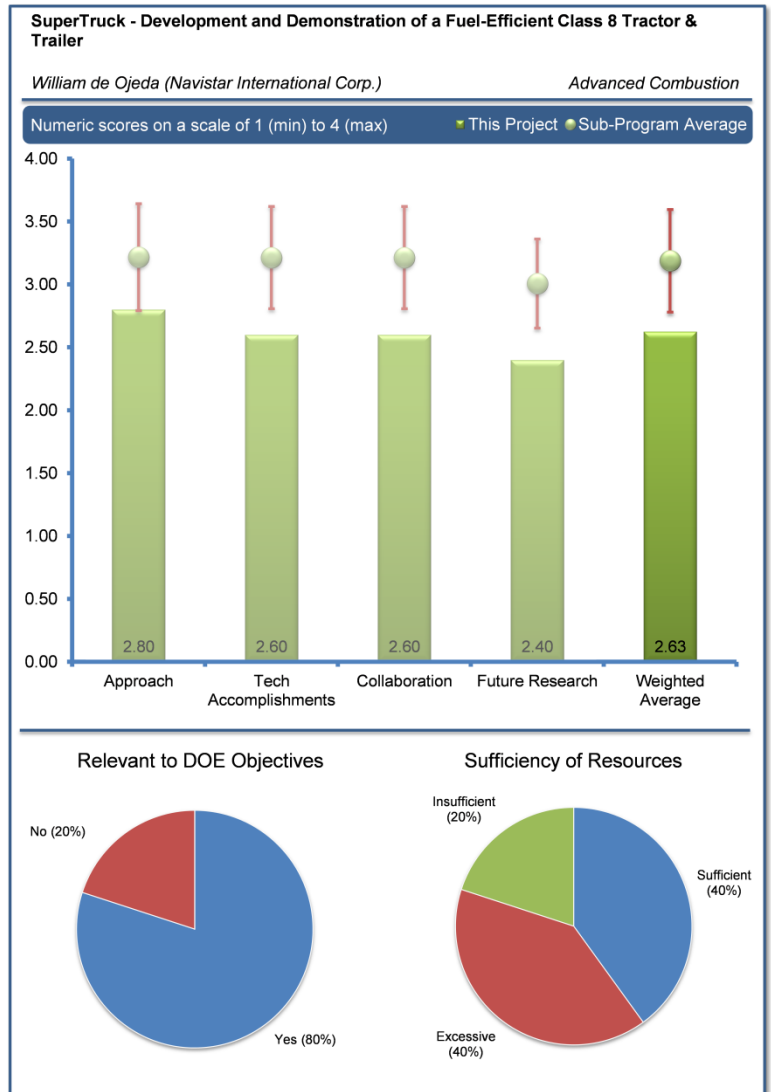 SuperTruck - Development and Demonstration of a Fuel-Efficient Class 8 Tractor &
Trailer
William de Ojeda (Navistar International Corp.) Advanced Combustion
Numeric scores on a scale of 1 (min) to 4 (max) This Project Sub-Program Average
4.00
3.50
3.00
2.50
2.00
1.50
1.00
0.50
0.00
2.80 2.60 2.60 2.40 2.63
Approach Tech Collaboration Future Research Weighted
Accomplishments Average
Relevant to DOE Objectives
No (20%)
Yes (80%)
Sufficiency of Resources
Insufficient
(20%)
Sufficient
(40%)
Excessive
(40%)